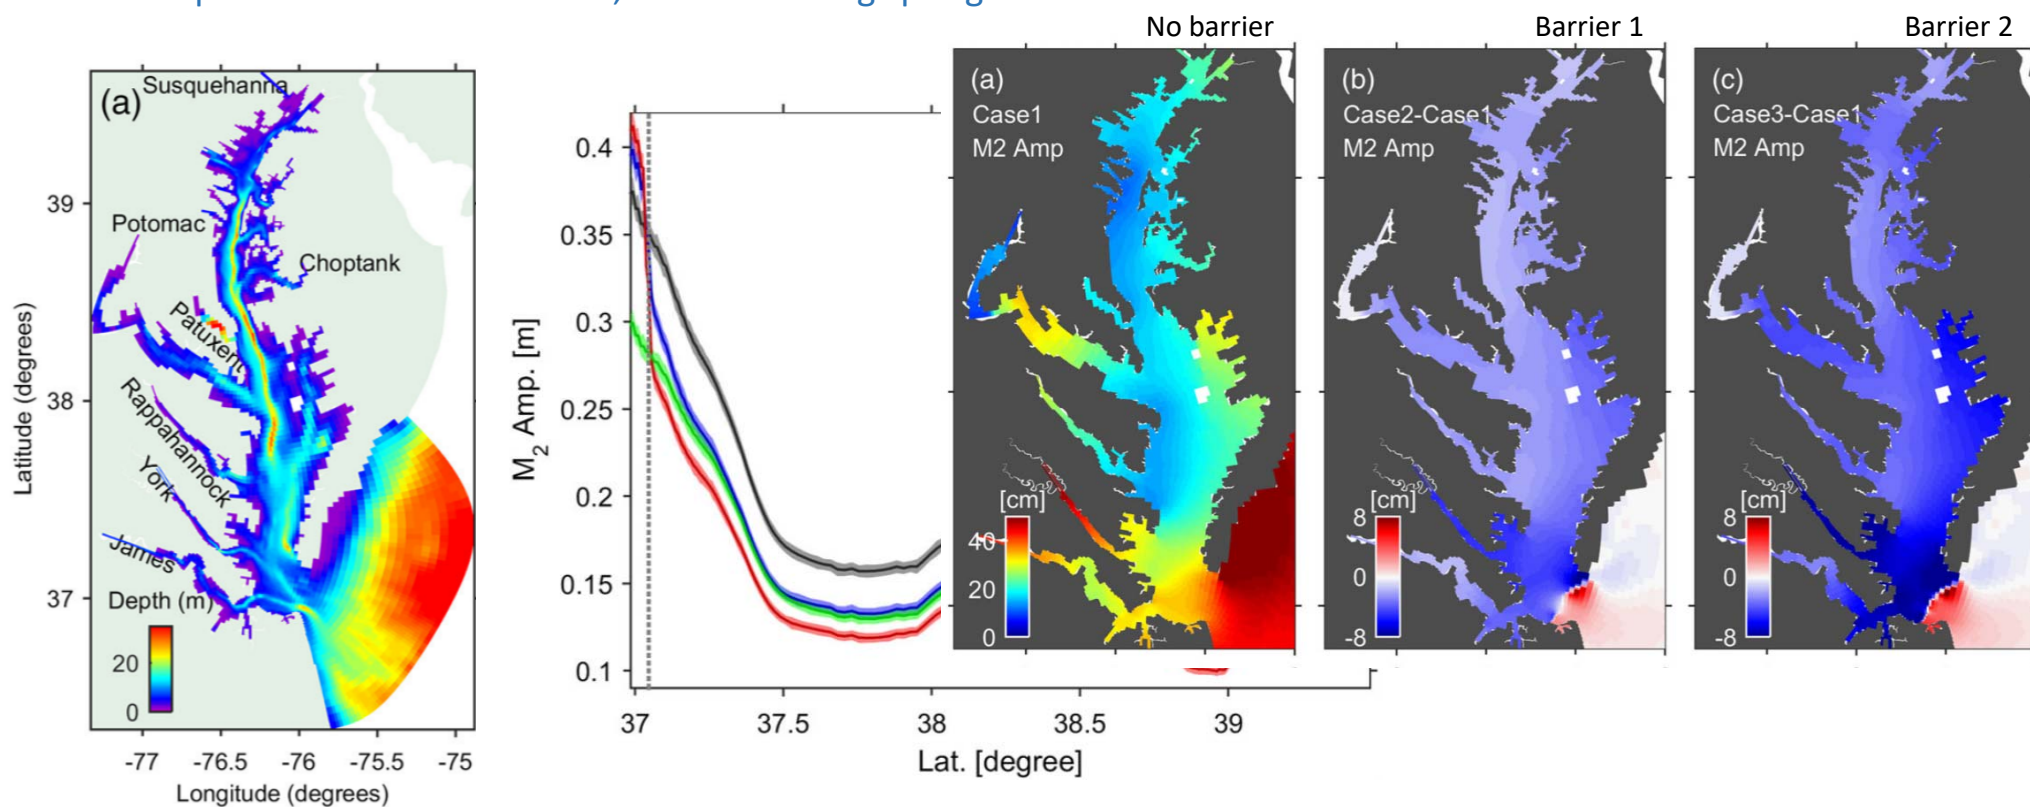 No barrier
Barrier 1
Barrier 2
(a)
Susquehanna
Potomac
Choptank
Patuxent
Rappahannock
York
James
Depth (m)
20
0
39
38
37
Latitude (degrees)
-77
-76.5
-76
-75.5
-75
Longitude (degrees)
M2 Amp. [m]
0.4
0.35
0.3
0.25
0.2
0.15
0.1
37
37.5
38
38.5
39
Lat. [degree]
(a)
Case1
M2 Amp
[cm]
40
20
0
(b)
Case2-Case1
M2 Amp
[cm]
8
0
-8
(c)
Case3-Case1
M2 Amp
[cm]
8
0
-8